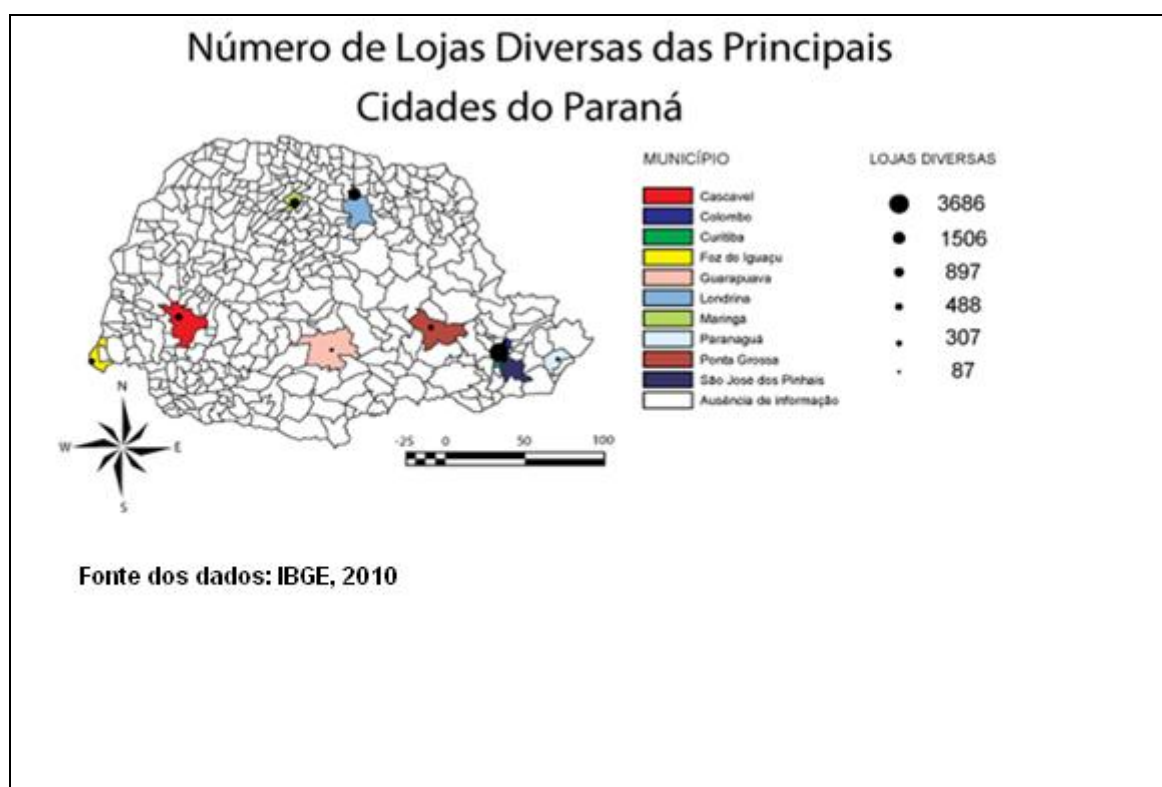 Número de Lojas Diversas das Principais
Cidades do Paraná
MUNICÍPIO
Cascavel
Colombo
Curitiba
Foz do Iguaçu
Guarapuava
Londrina
Maringa
Paranaguá
Ponta Grossa
São Jose dos Pinhais
Ausência de informação
LOJAS DIVERSAS
3686
1506
897
488
307
87
N
W E
S
-25 0 50 100
Fonte dos dados: IBGE, 2010